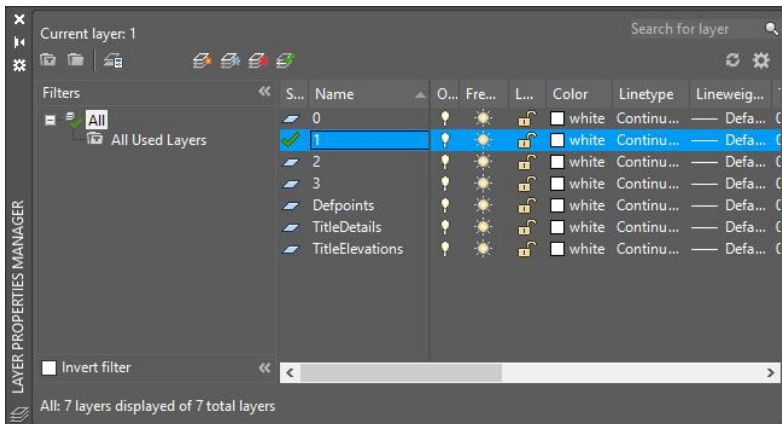 Current layer: 1
Search for layer
Filters
S... Name O... Fre... L... Color Linetype Lineweig...
All
All Used Layers
0 white Continu... Defa...
1 white Continu... Defa...
2 white Continu... Defa...
3 white Continu... Defa...
Defpoints white Continu... Defa...
TitleDetails white Continu... Defa...
TitleElevations white Continu... Defa...
Invert filter
All: 7 layers displayed of 7 total layers
LAYER PROPERTIES MANAGER